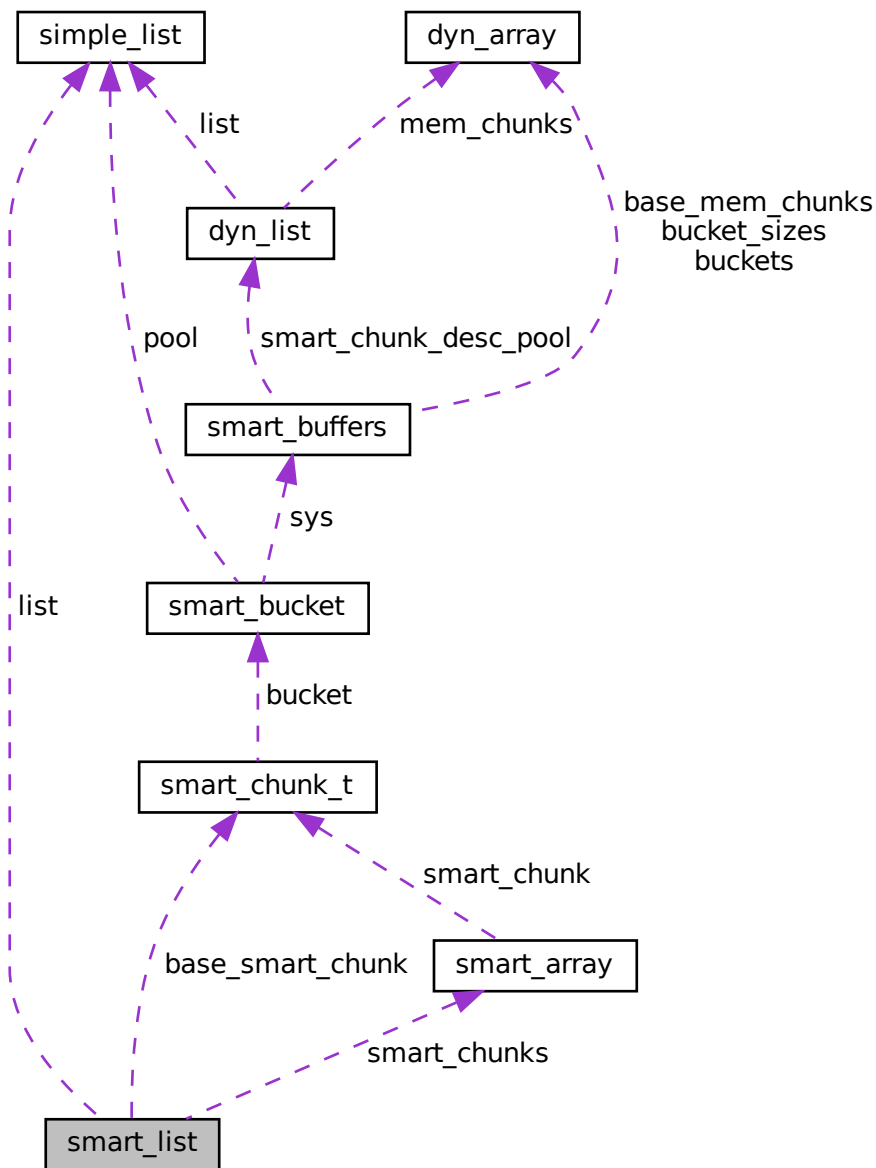 simple_list
dyn_array
list
mem_chunks
base_mem_chunks
bucket_sizes
buckets
dyn_list
pool
smart_chunk_desc_pool
smart_buffers
sys
smart_bucket
list
bucket
smart_chunk_t
smart_chunk
base_smart_chunk
smart_array
smart_chunks
smart_list